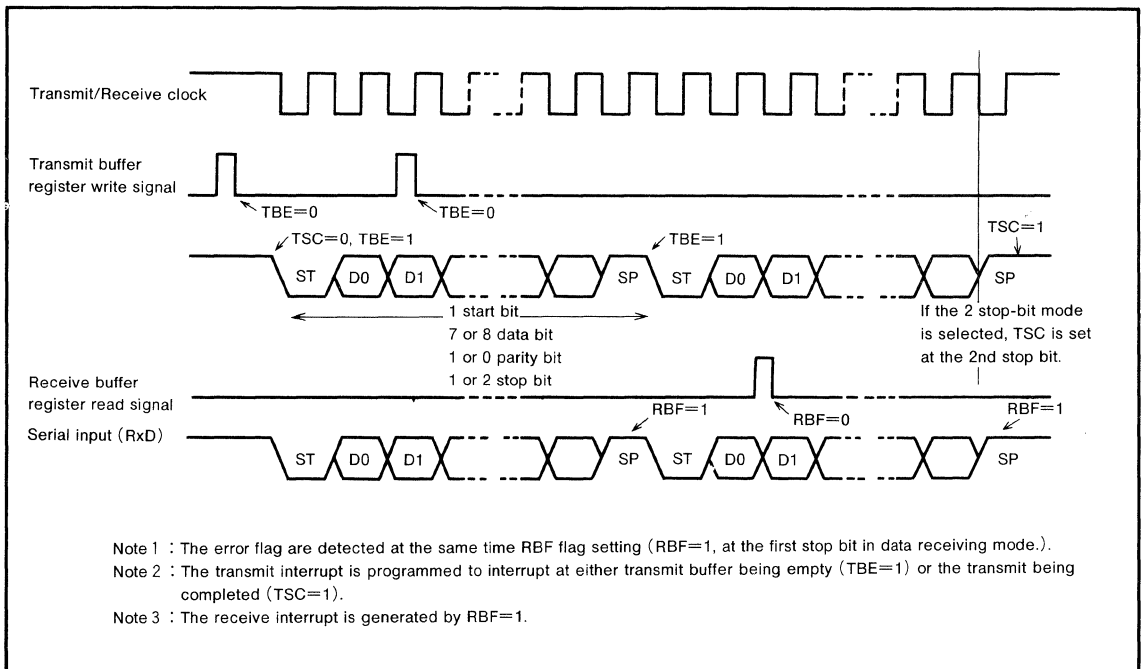 Transmit/Receive clock
Transmit buffer
register write signal
TBE=0
TBE=0
TSC=0, TBE=1
TBE=1
TSC=1
ST
D0
D1
SP
ST
D0
D1
SP
1 start bit
7 or 8 data bit
1 or 0 parity bit
1 or 2 stop bit
If the 2 stop-bit mode
is selected, TSC is set
at the 2nd stop bit.
Receive buffer
register read signal
RBF=1
RBF=0
RBF=1
Serial input (RxD)
ST
D0
D1
SP
ST
D0
D1
SP
Note 1 : The error flag are detected at the same time RBF flag setting (RBF=1, at the first stop bit in data receiving mode.).
Note 2 : The transmit interrupt is programmed to interrupt at either transmit buffer being empty (TBE=1) or the transmit being
completed (TSC=1).
Note 3 : The receive interrupt is generated by RBF=1.